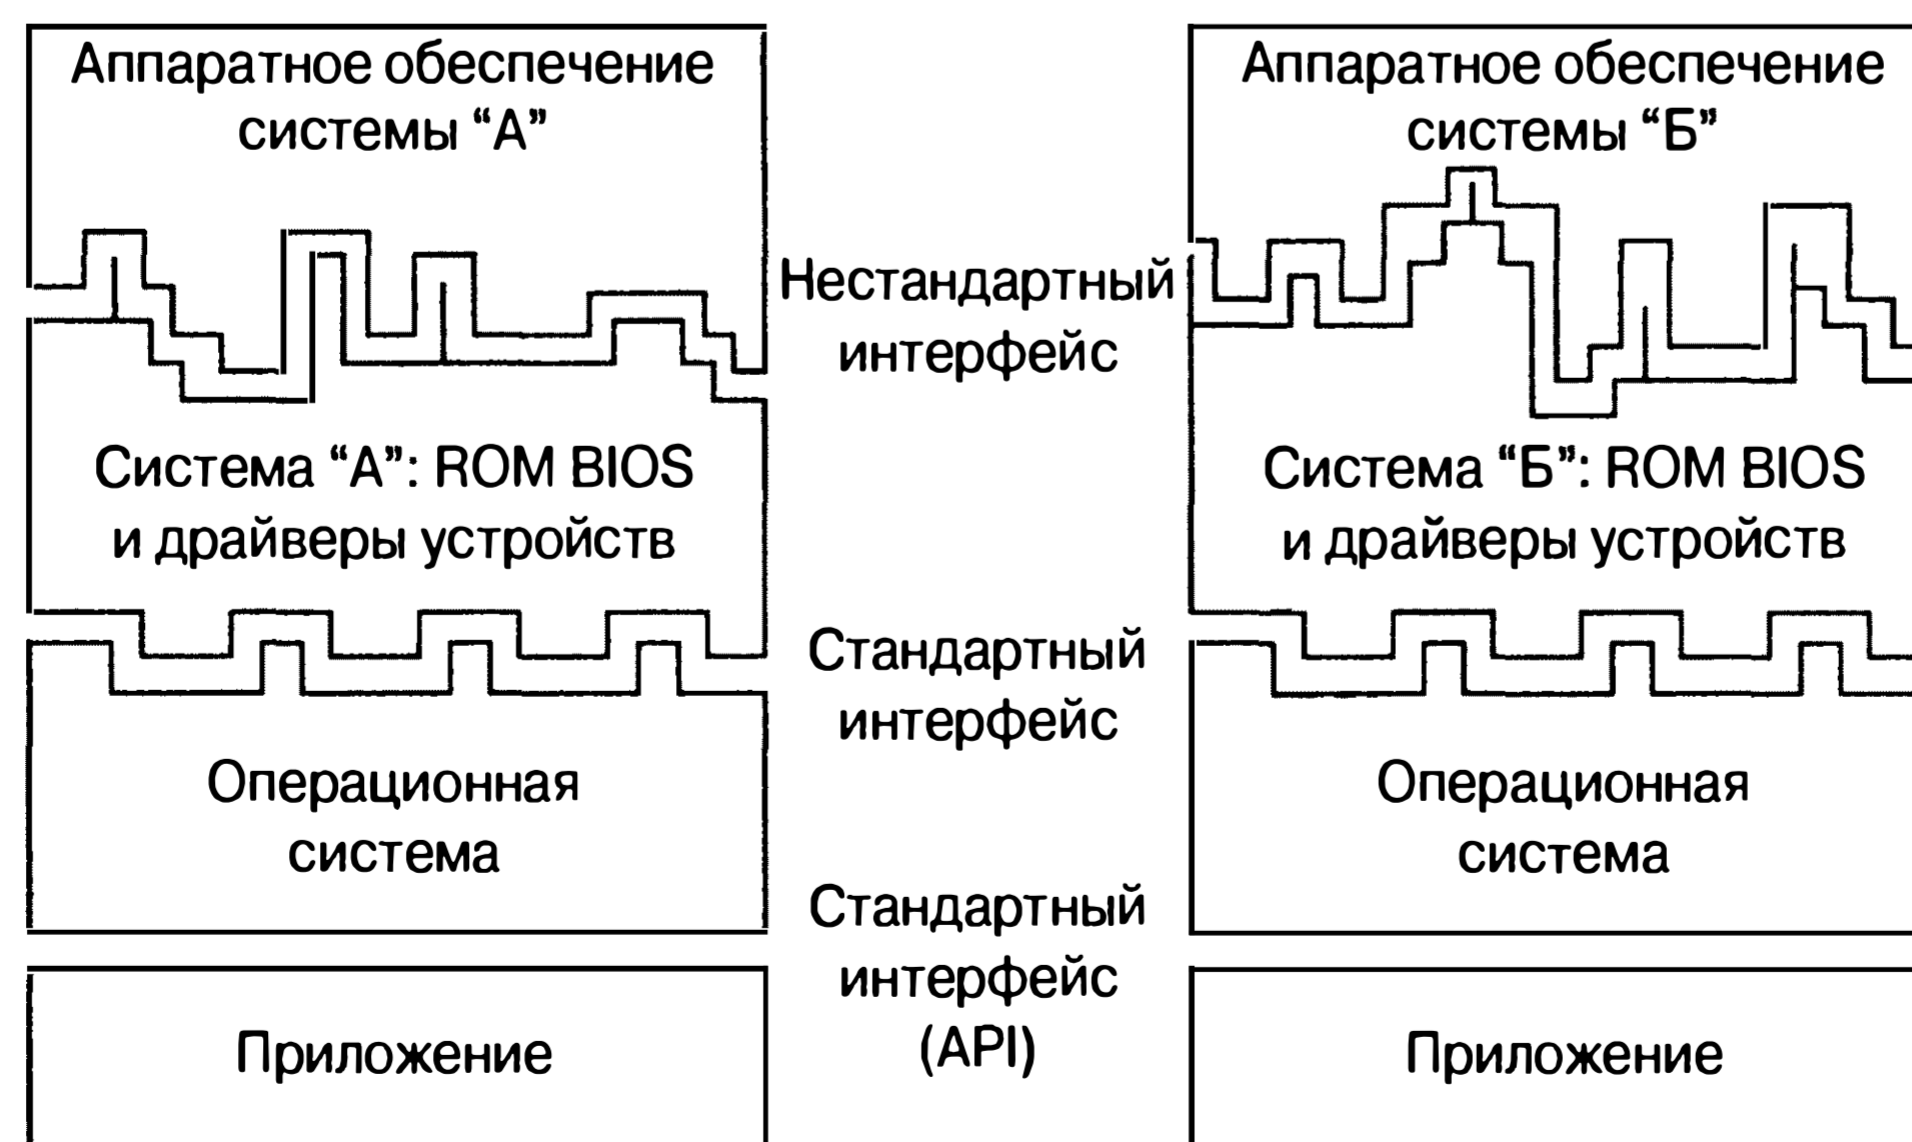 Аппаратное обеспечение
системы “А”
Аппаратное обеспечение
системы “Б”
Нестандартный
интерфейс
Система “А”: ROM BIOS
и драйверы устройств
Система “Б”: ROM BIOS
и драйверы устройств
Стандартный
интерфейс
Операционная
система
Операционная
система
Стандартный
интерфейс
(API)
Приложение
Приложение